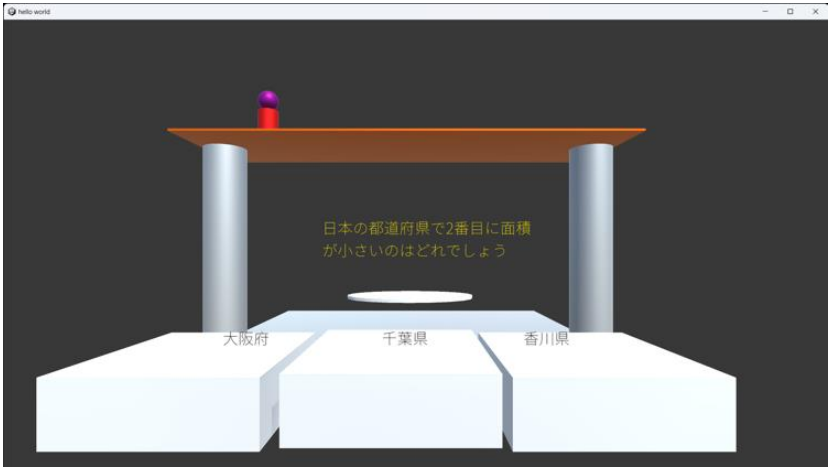 hello world
日本の都道府県で2番目に面積
が小さいのはどれでしょう
大阪府 千葉県 香川県